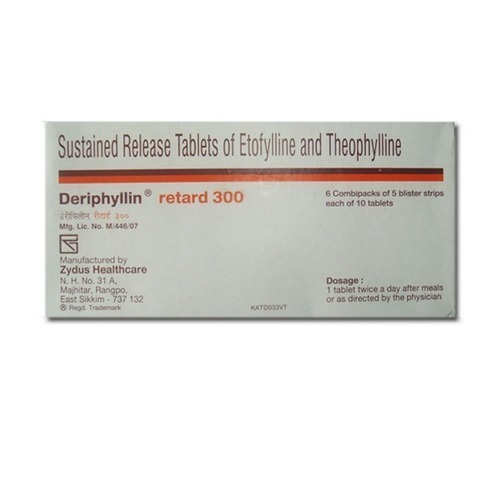 Sustained Release Tablets of Etofylline and Theophylline
Deriphyllin® retard 300
6 Combipacks of 5 blister strips
each of 10 tablets
डेरीफिलीन रीटार्ड ३००
Mfg. Lic. No. M/446/07
Manufactured by
Zydus Healthcare
N. H. No. 31 A,
Majhitar, Rangpo,
East Sikkim - 737 132
® Regd. Trademark
KATD033VT
Dosage :
1 tablet twice a day after meals
or as directed by the physician